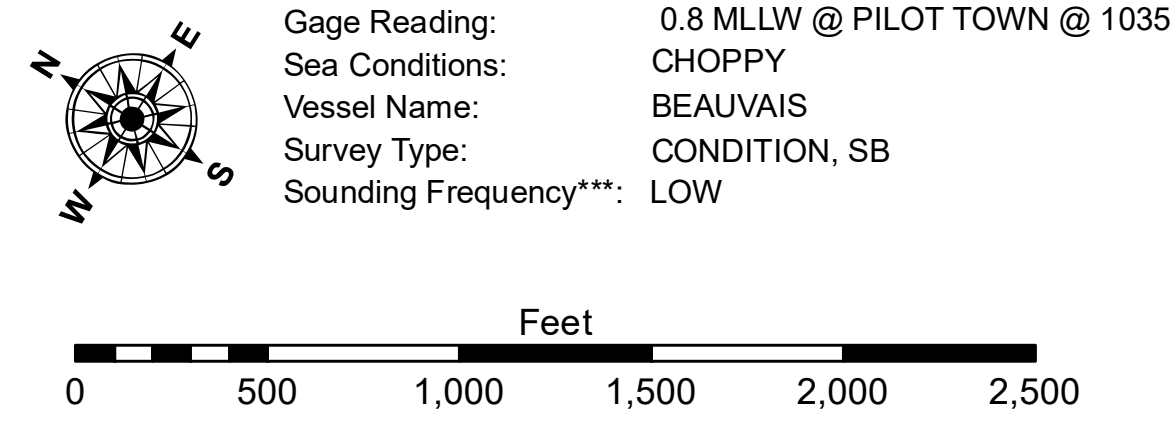 N
E
S
W
Gage Reading: 0.8 MLLW @ PILOT TOWN @ 1035
Sea Conditions: CHOPPY
Vessel Name: BEAUVAIS
Survey Type: CONDITION, SB
Sounding Frequency***: LOW
Feet
0 500 1,000 1,500 2,000 2,500